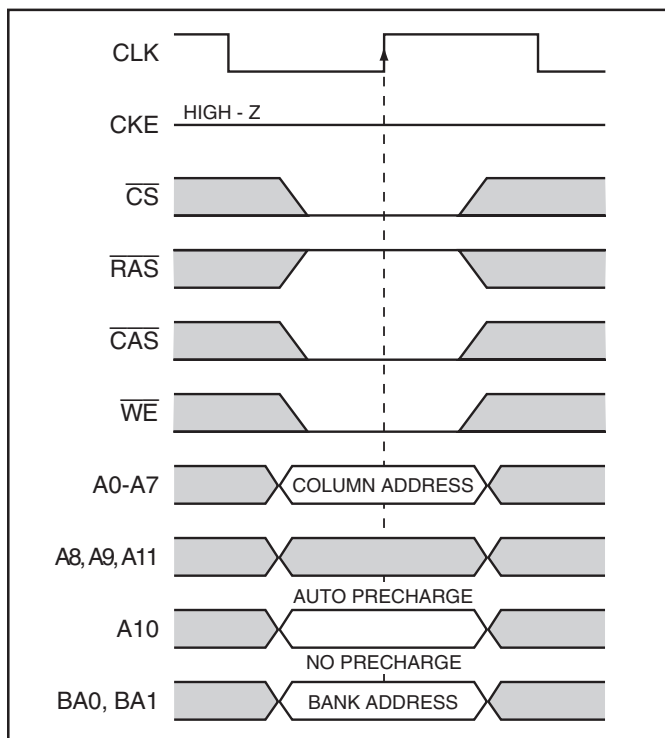 CLK
CKE HIGH - Z
CS
RAS
CAS
WE
A0-A7 COLUMN ADDRESS
A8, A9, A11
AUTO PRECHARGE
A10
NO PRECHARGE
BA0, BA1 BANK ADDRESS